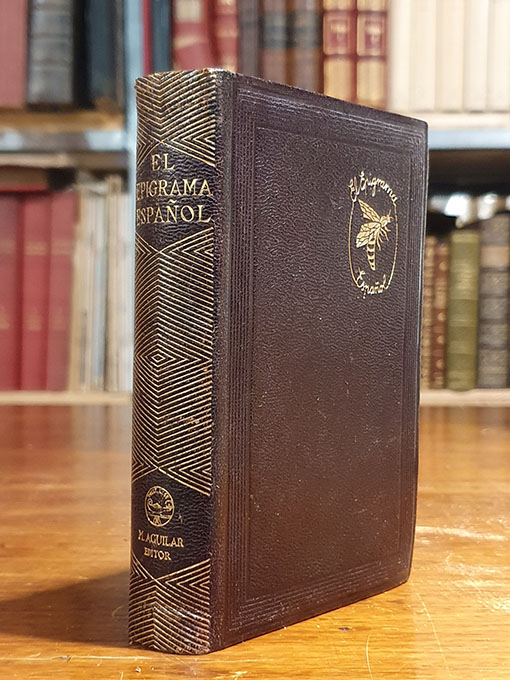 EL
EPIGRAMA
ESPAÑOL
M. AGUILAR
EDITOR
El Epigrama
Español